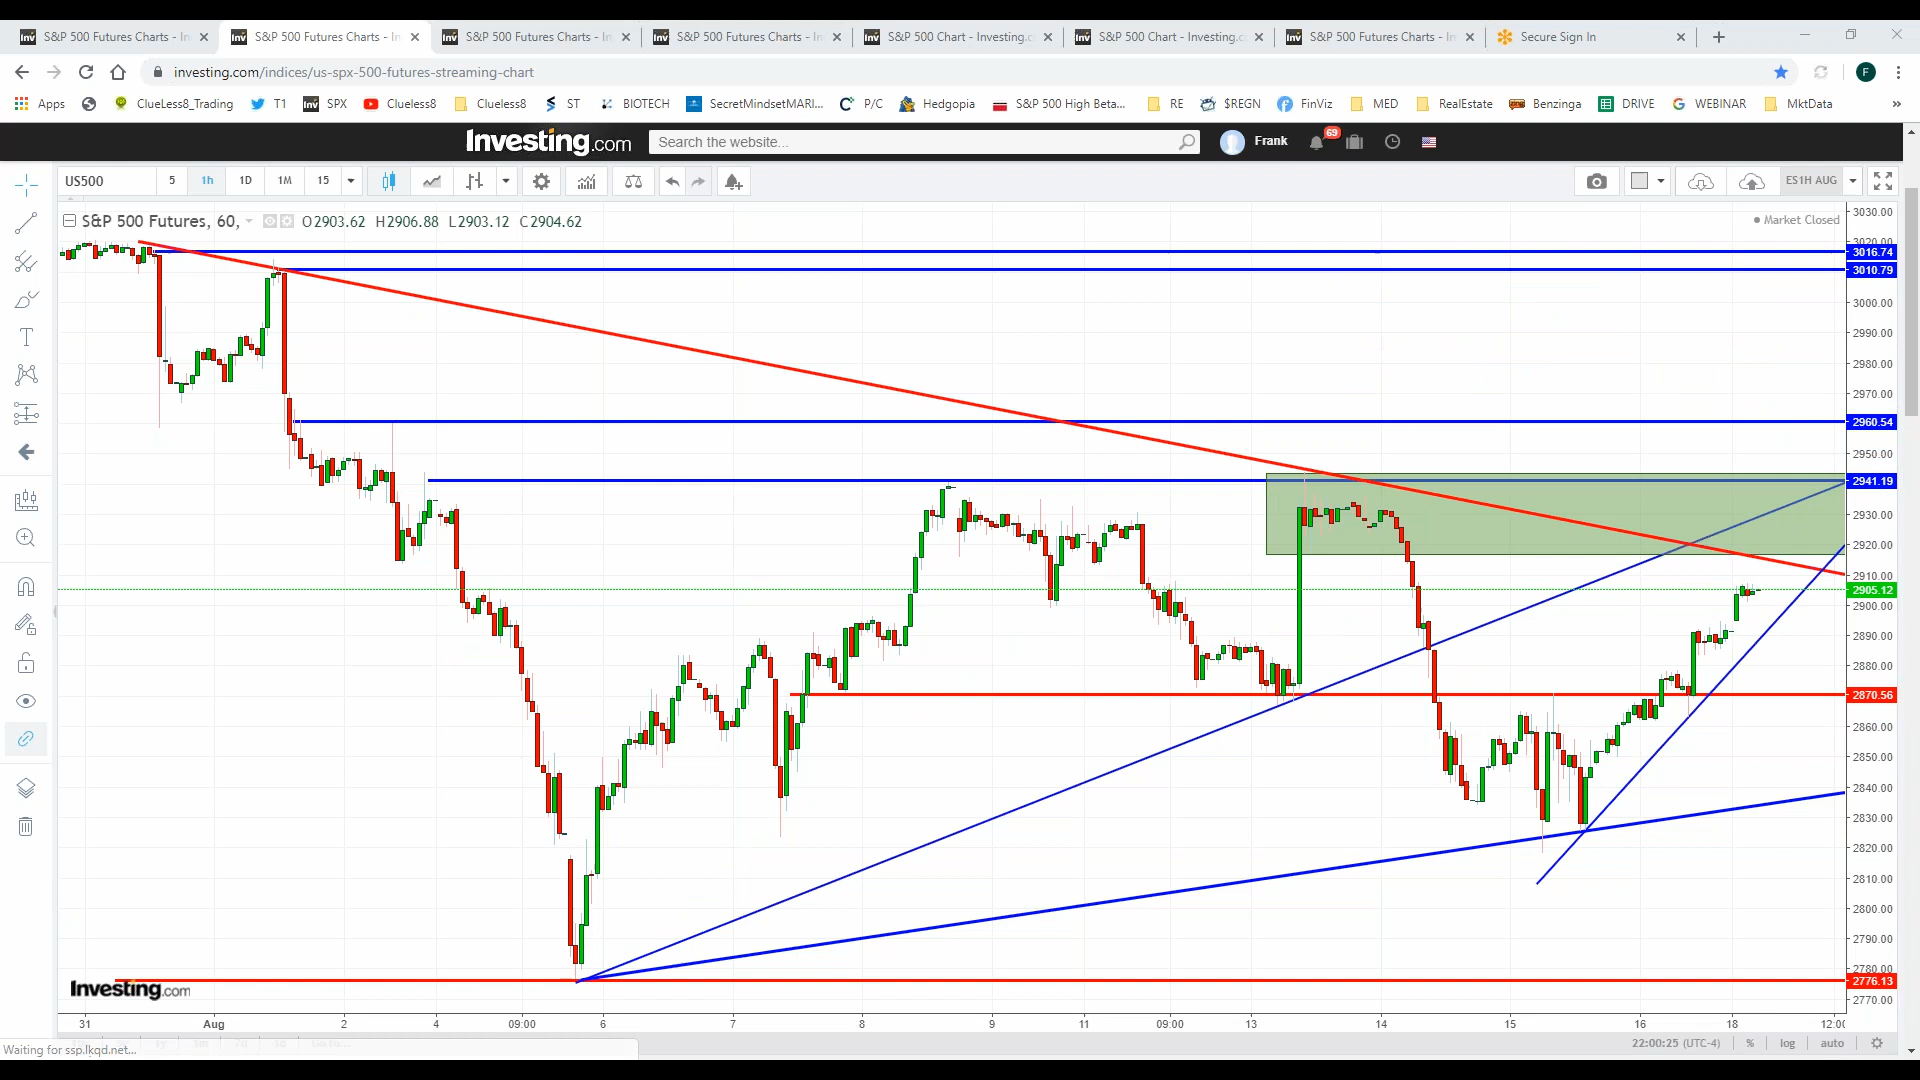 S&P 500 Futures Charts - In
S&P 500 Futures Charts - In
S&P 500 Futures Charts - In
S&P 500 Futures Charts - In
S&P 500 Chart - Investing.c
S&P 500 Chart - Investing.c
S&P 500 Futures Charts - In
Secure Sign In
investing.com/indices/us-spx-500-futures-streaming-chart
F
Apps ClueLess8_Trading T1 SPX Clueless8 Clueless8 ST BIOTECH SecretMindsetMARI... P/C Hedgopia S&P 500 High Beta... RE $REGN FinViz MED RealEstate Benzinga DRIVE WEBINAR MktData »
Investing.com Search the website... Frank 69
US500 5 1h 1D 1M 15 ES1H AUG
S&P 500 Futures, 60, O2903.62 H2906.88 L2903.12 C2904.62
Market Closed
3030.00
3020.00
3016.74
3010.79
3000.00
2990.00
2980.00
2970.00
2960.54
2950.00
2941.19
2930.00
2920.00
2910.00
2905.12
2900.00
2890.00
2880.00
2870.56
2860.00
2850.00
2840.00
2830.00
2820.00
2810.00
2800.00
2790.00
2780.00
2776.13
2770.00
Investing.com
31 Aug 2 4 09:00 6 7 8 9 11 09:00 13 14 15 16 18 12:00
Waiting for ssp.lkqd.net...
22:00:25 (UTC-4) % log auto